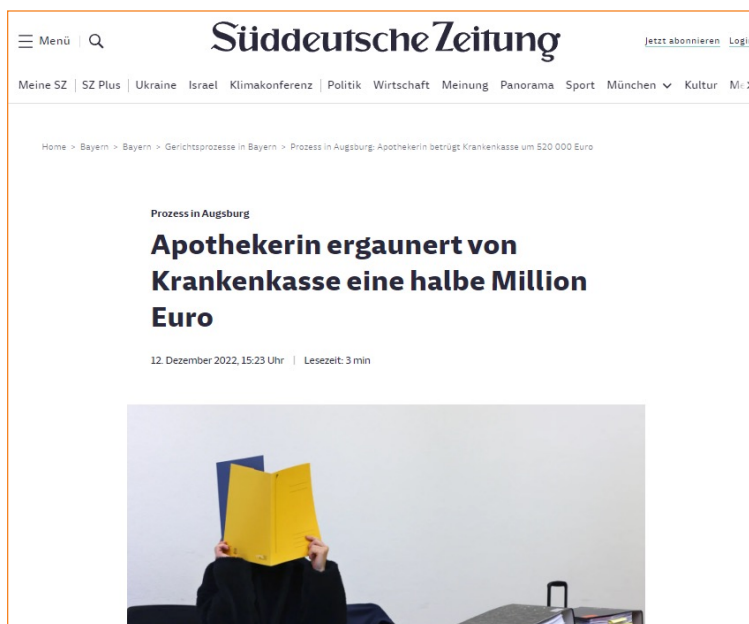 Menü
Süddeutsche Zeitung
Jetzt abonnieren
Meine SZ | SZ Plus | Ukraine Israel Klimakonferenz | Politik Wirtschaft Meinung Panorama Sport München Kultur
Home > Bayern > Bayern > Gerichtsprozesse in Bayern > Prozess in Augsburg: Apothekerin betrügt Krankenkasse um 520 000 Euro
Prozess in Augsburg
Apothekerin ergaunert von
Krankenkasse eine halbe Million
Euro
12. Dezember 2022, 15:23 Uhr | Lesezeit: 3 min